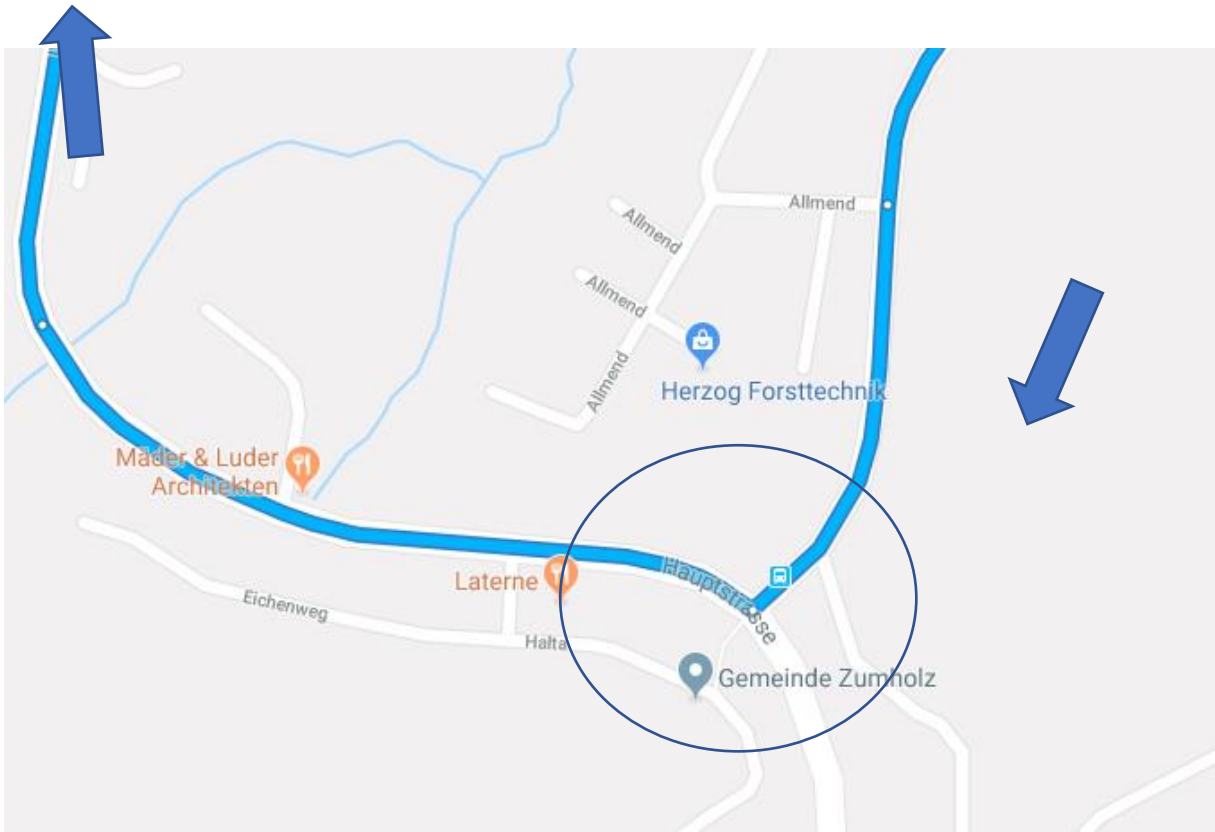 Allmend
Allmend
Allmend
Allmend
Herzog Forsttechnik
Mäder & Luder
Architekten
Hauptstrasse
Laterne
Eichenweg
Halta
Gemeinde Zumholz